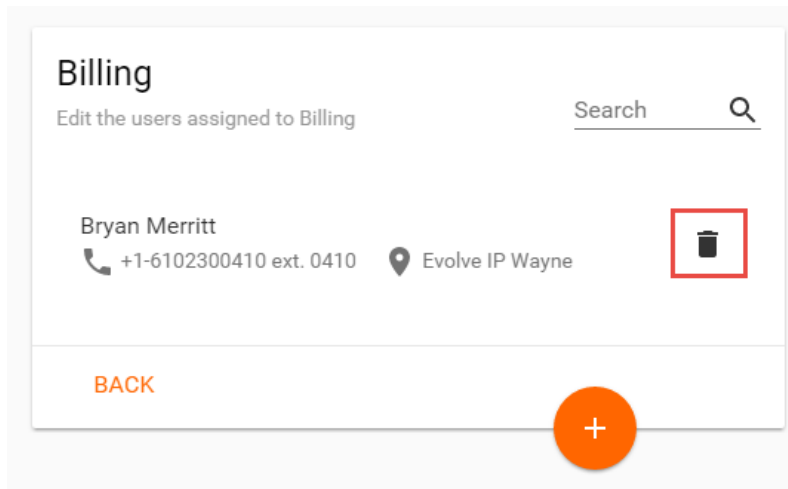 Billing
Edit the users assigned to Billing
Search
Bryan Merritt
+1-6102300410 ext. 0410 Evolve IP Wayne
BACK
+